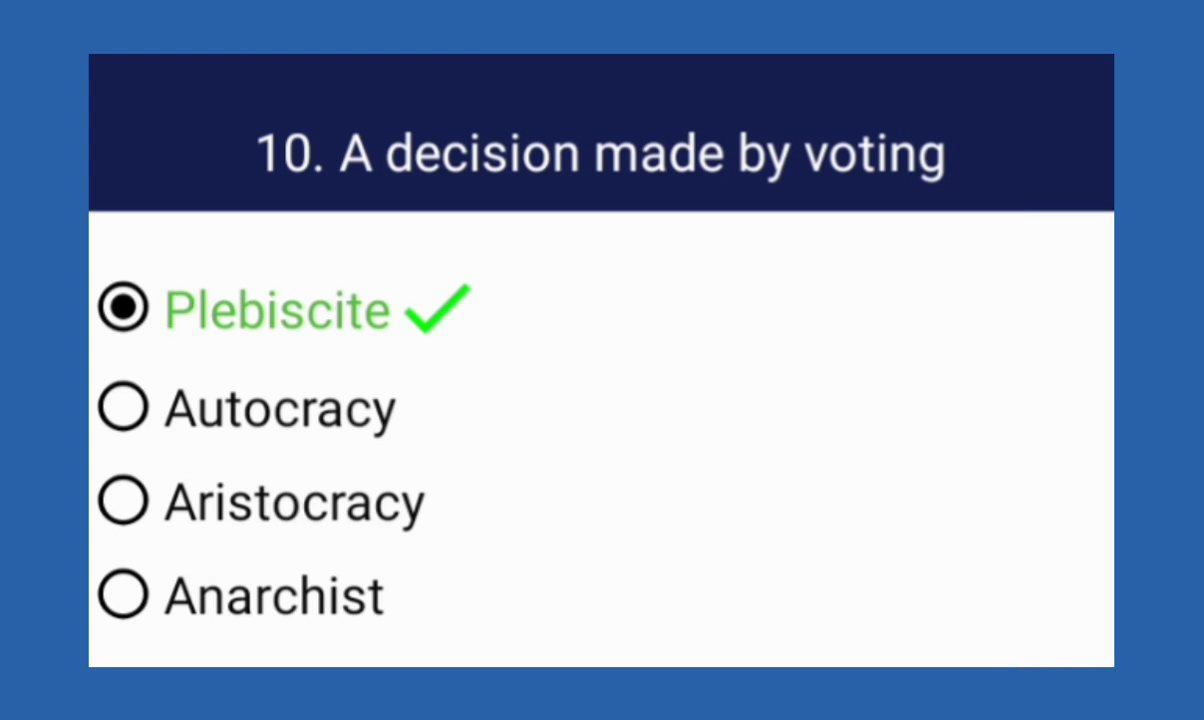 10. A decision made by voting
Plebiscite
Autocracy
Aristocracy
Anarchist